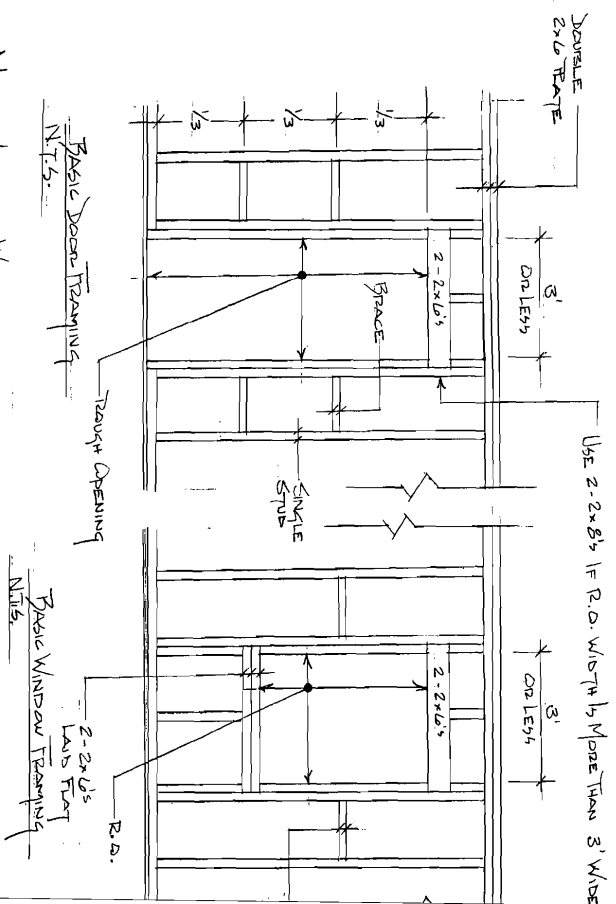 DOUBLE
2x6 PLATE
USE 2-2x8's IF R.O. WIDTH IS MORE THAN 3' WIDE
3'
OR LESS
3'
OR LESS
2-2x6's
2-2x6's
1/3
1/3
1/3
BRACE
SINGLE
STUD
ROUGH OPENING
R.O.
2-2x6's
LAID FLAT
BASIC DOOR FRAMING
N.T.S.
BASIC WINDOW FRAMING
N.T.S.